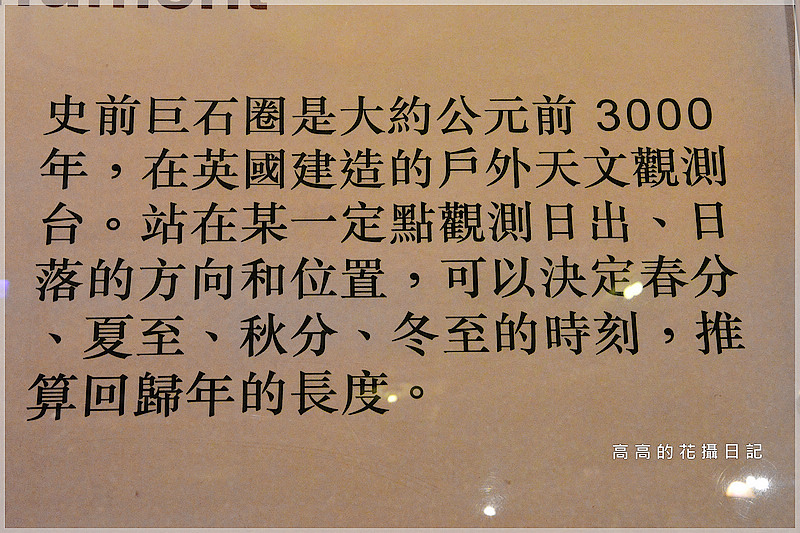 史前巨石圈是大約公元前 3000
年，在英國建造的戶外天文觀測
台。站在某一定點觀測日出、日
落的方向和位置，可以決定春分
、夏至、秋分、冬至的時刻，推
算回歸年的長度。
高高的花攝日記